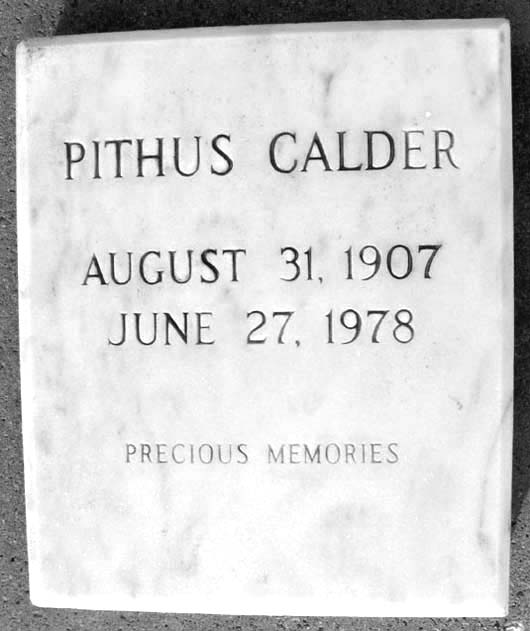 PITHUS CALDER
AUGUST 31, 1907
JUNE 27, 1978
PRECIOUS MEMORIES